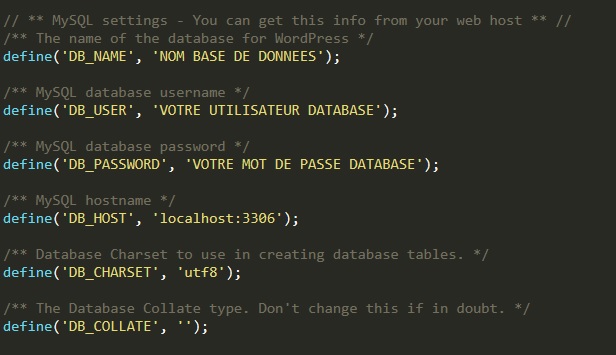 // ** MySQL settings - You can get this info from your web host ** //
/** The name of the database for WordPress */
define('DB_NAME', 'NOM BASE DE DONNEES');
/** MySQL database username */
define('DB_USER', 'VOTRE UTILISATEUR DATABASE');
/** MySQL database password */
define('DB_PASSWORD', 'VOTRE MOT DE PASSE DATABASE');
/** MySQL hostname */
define('DB_HOST', 'localhost:3306');
/** Database Charset to use in creating database tables. */
define('DB_CHARSET', 'utf8');
/** The Database Collate type. Don't change this if in doubt. */
define('DB_COLLATE', '');